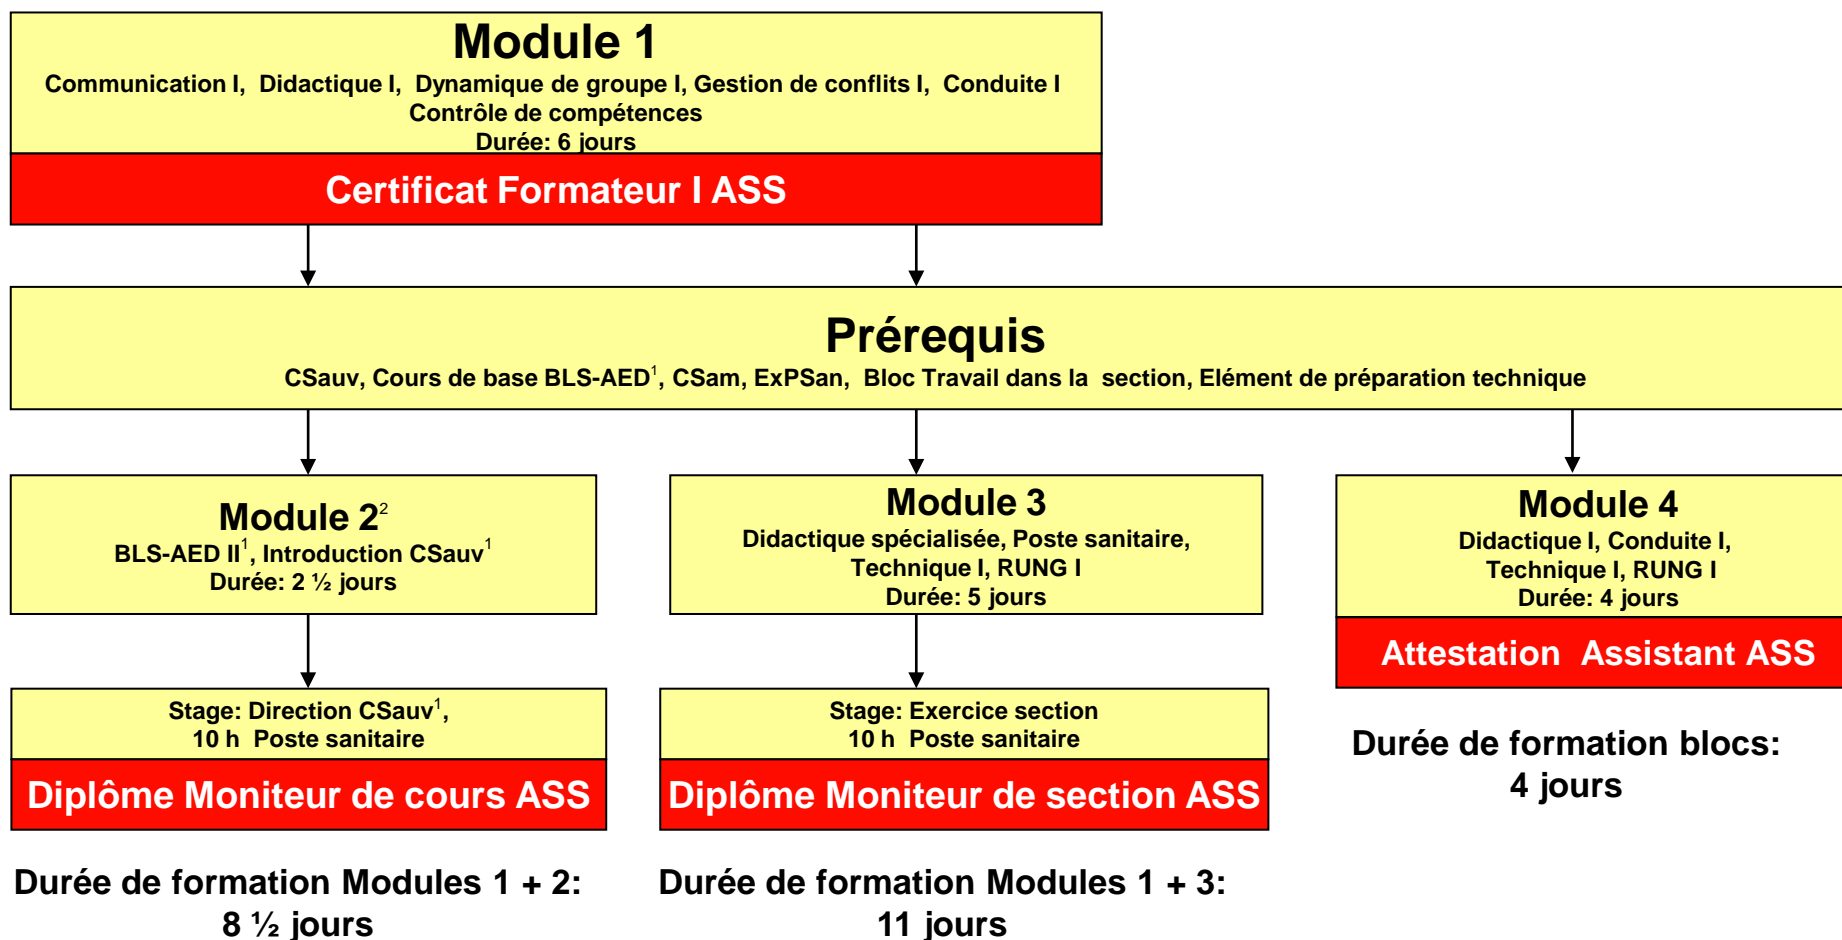 Module 1
Communication I, Didactique I, Dynamique de groupe I, Gestion de conflits I, Conduite I
Contrôle de compétences
Durée: 6 jours
Certificat Formateur I ASS
Prérequis
CSauv, Cours de base BLS-AED¹, CSam, ExPSan, Bloc Travail dans la section, Elément de préparation technique
Module 2²
BLS-AED II¹, Introduction CSauv¹
Durée: 2 ½ jours
Stage: Direction CSauv¹,
10 h Poste sanitaire
Diplôme Moniteur de cours ASS
Durée de formation Modules 1 + 2:
8 ½ jours
Module 3
Didactique spécialisée, Poste sanitaire,
Technique I, RUNG I
Durée: 5 jours
Stage: Exercice section
10 h Poste sanitaire
Diplôme Moniteur de section ASS
Durée de formation Modules 1 + 3:
11 jours
Module 4
Didactique I, Conduite I,
Technique I, RUNG I
Durée: 4 jours
Attestation Assistant ASS
Durée de formation blocs:
4 jours